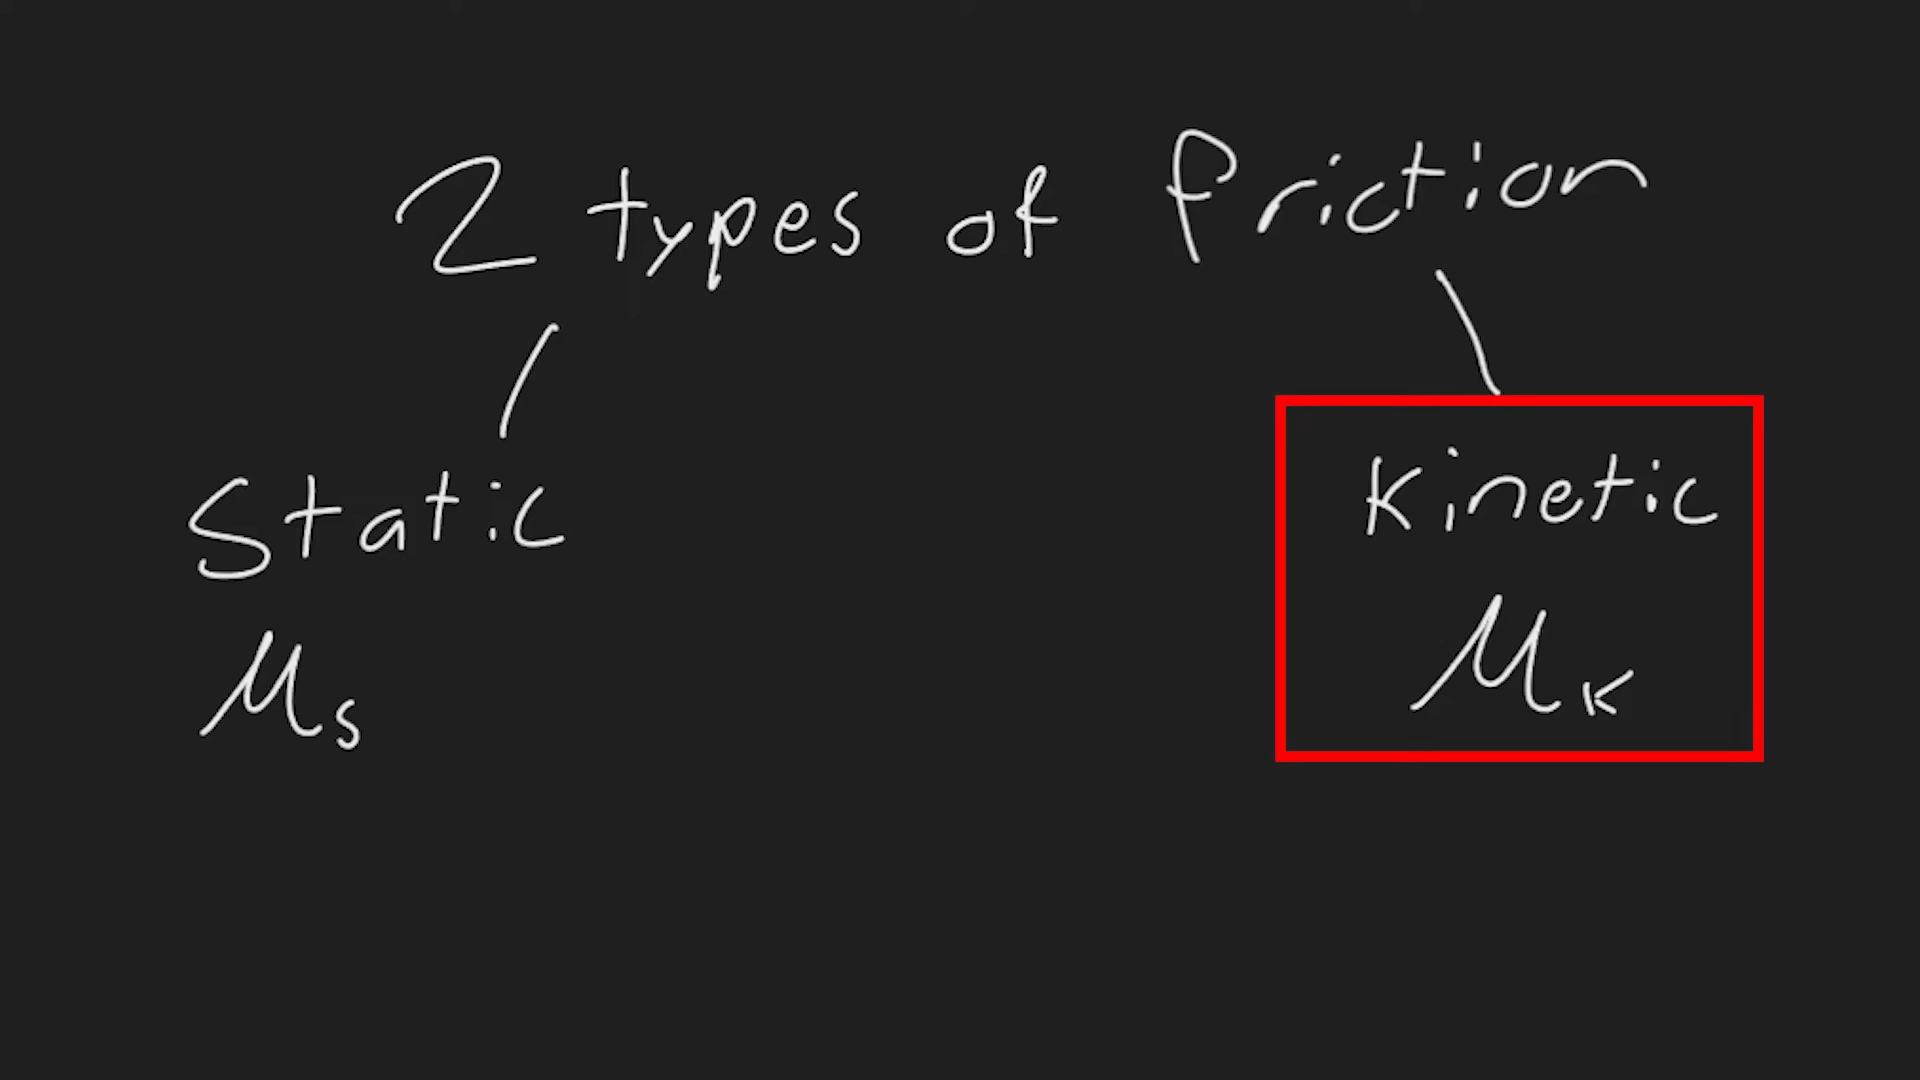 2 types of friction
Static
Kinetic
μs
μk